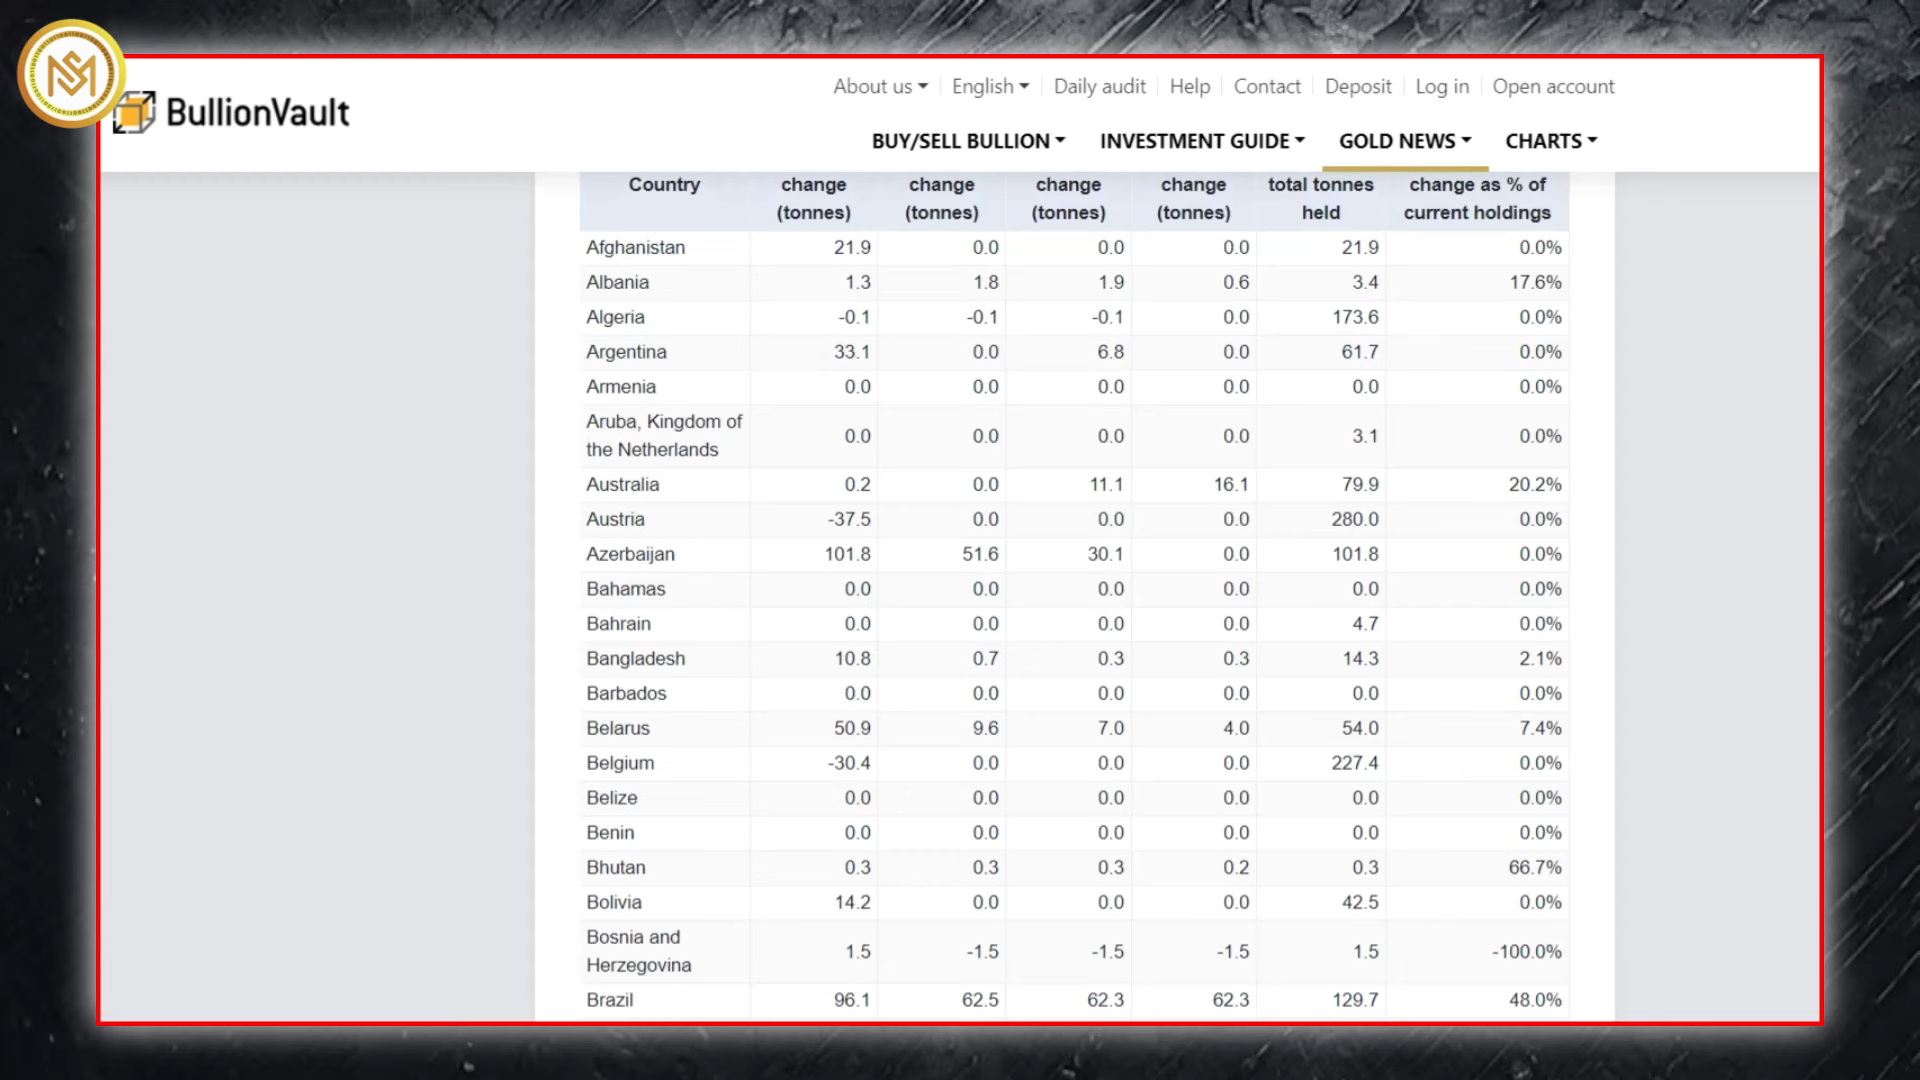 About us English Daily audit Help Contact Deposit Log in Open account
BullionVault
BUY/SELL BULLION INVESTMENT GUIDE GOLD NEWS CHARTS
Country change (tonnes) change (tonnes) change (tonnes) change (tonnes) total tonnes held change as % of current holdings
Afghanistan 21.9 0.0 0.0 0.0 21.9 0.0%
Albania 1.3 1.8 1.9 0.6 3.4 17.6%
Algeria -0.1 -0.1 -0.1 0.0 173.6 0.0%
Argentina 33.1 0.0 6.8 0.0 61.7 0.0%
Armenia 0.0 0.0 0.0 0.0 0.0 0.0%
Aruba, Kingdom of the Netherlands 0.0 0.0 0.0 0.0 3.1 0.0%
Australia 0.2 0.0 11.1 16.1 79.9 20.2%
Austria -37.5 0.0 0.0 0.0 280.0 0.0%
Azerbaijan 101.8 51.6 30.1 0.0 101.8 0.0%
Bahamas 0.0 0.0 0.0 0.0 0.0 0.0%
Bahrain 0.0 0.0 0.0 0.0 4.7 0.0%
Bangladesh 10.8 0.7 0.3 0.3 14.3 2.1%
Barbados 0.0 0.0 0.0 0.0 0.0 0.0%
Belarus 50.9 9.6 7.0 4.0 54.0 7.4%
Belgium -30.4 0.0 0.0 0.0 227.4 0.0%
Belize 0.0 0.0 0.0 0.0 0.0 0.0%
Benin 0.0 0.0 0.0 0.0 0.0 0.0%
Bhutan 0.3 0.3 0.3 0.2 0.3 66.7%
Bolivia 14.2 0.0 0.0 0.0 42.5 0.0%
Bosnia and Herzegovina 1.5 -1.5 -1.5 -1.5 1.5 -100.0%
Brazil 96.1 62.5 62.3 62.3 129.7 48.0%